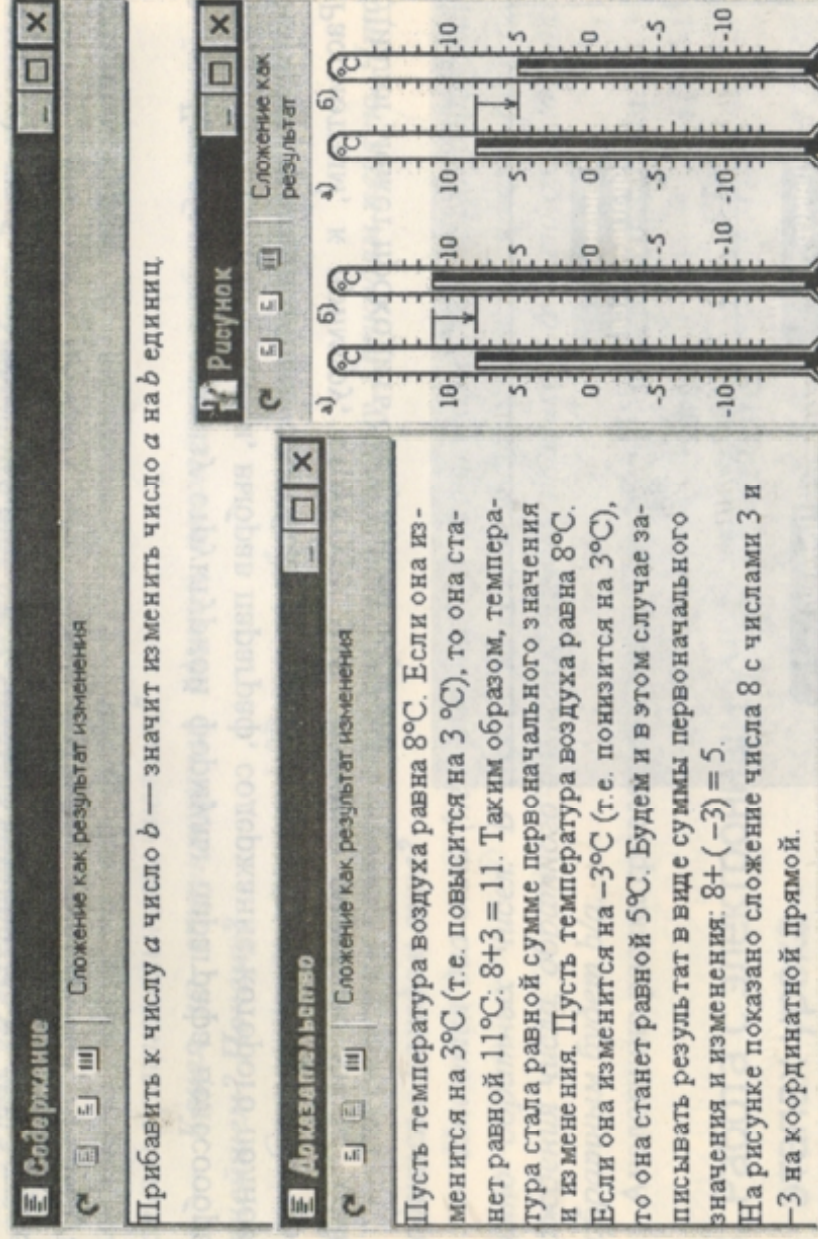 Содержание
Сложение как результат изменения
Прибавить к числу a число b — значит изменить число a на b единиц
Доказательство
Сложение как результат изменения
Пусть температура воздуха равна 8°С. Если она из-
менится на 3°С (т.е. повысится на 3 °С), то она ста-
нет равной 11°С: 8+3 = 11. Таким образом, темпера-
тура стала равной сумме первоначального значения
и изменения. Пусть температура воздуха равна 8°С.
Если она изменится на −3°С (т.е. понизится на 3°С),
то она станет равной 5°С. Будем и в этом случае за-
писывать результат в виде суммы первоначального
значения и изменения: 8+(−3) = 5.
На рисунке показано сложение числа 8 с числами 3 и
−3 на координатной прямой.
Рисунок
Сложение как
результат
а) б) а) б)
°С °С °С °С
10 10 10 10
5 5 5 5
0 0 0 0
-5 -5 -5 -5
-10 -10 -10 -10